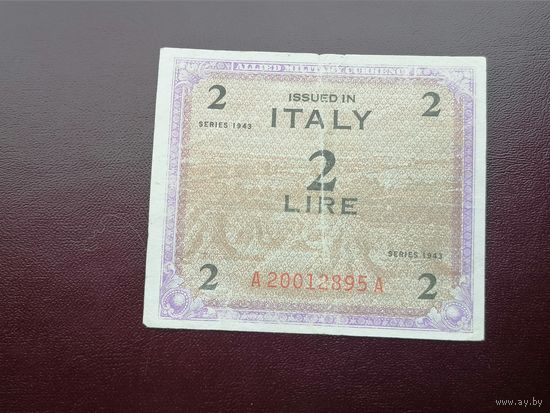 ALLIED MILITARY CURRENCY
2 ISSUED IN 2
SERIES 1943 ITALY
2
LIRE
SERIES 1943
2 A 20012895 A 2
www.ay.by